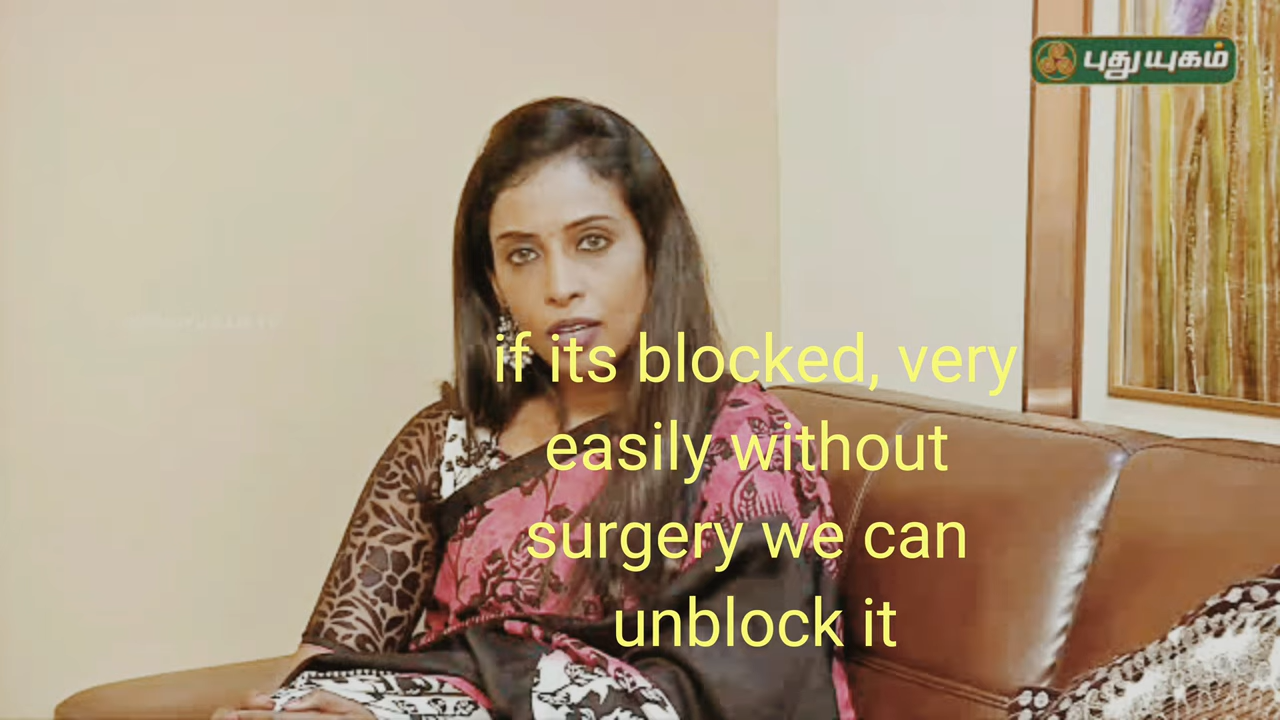 புதுயுகம்
if its blocked, very
easily without
surgery we can
unblock it